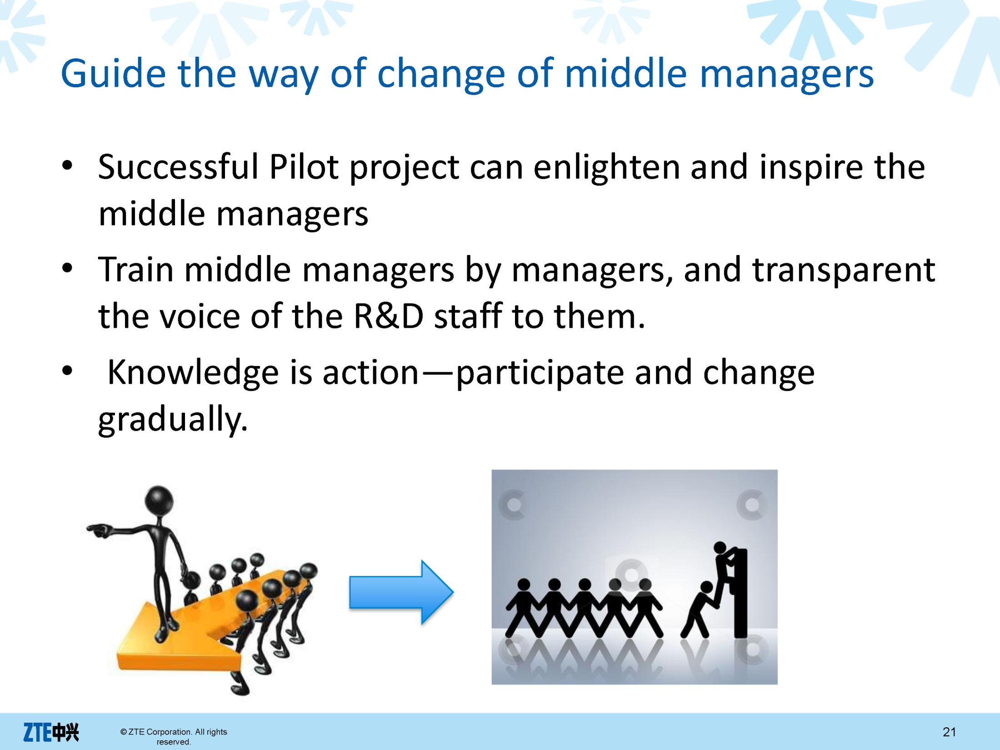 Guide the way of change of middle managers
• Successful Pilot project can enlighten and inspire the
middle managers
• Train middle managers by managers, and transparent
the voice of the R&D staff to them.
• Knowledge is action—participate and change
gradually.
ZTE中兴
© ZTE Corporation. All rights
reserved.
21